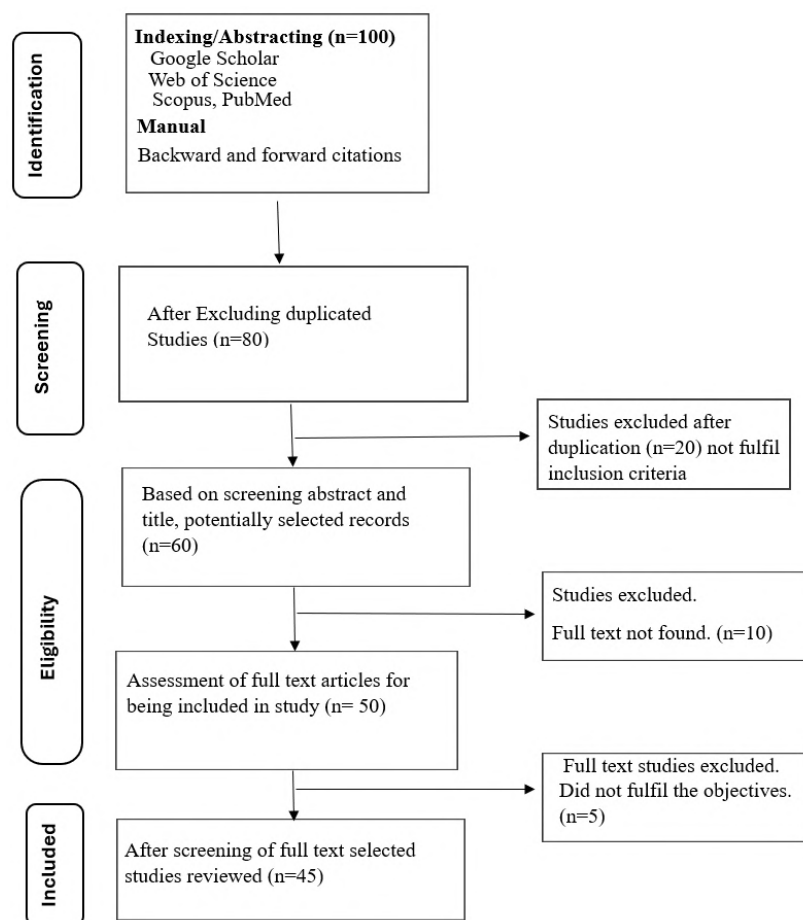 Identification
Indexing/Abstracting (n=100)
Google Scholar
Web of Science
Scopus, PubMed
Manual
Backward and forward citations
Screening
After Excluding duplicated
Studies (n=80)
Studies excluded after
duplication (n=20) not fulfil
inclusion criteria
Eligibility
Based on screening abstract and
title, potentially selected records
(n=60)
Studies excluded.
Full text not found. (n=10)
Assessment of full text articles for
being included in study (n= 50)
Full text studies excluded.
Did not fulfil the objectives.
(n=5)
Included
After screening of full text selected
studies reviewed (n=45)